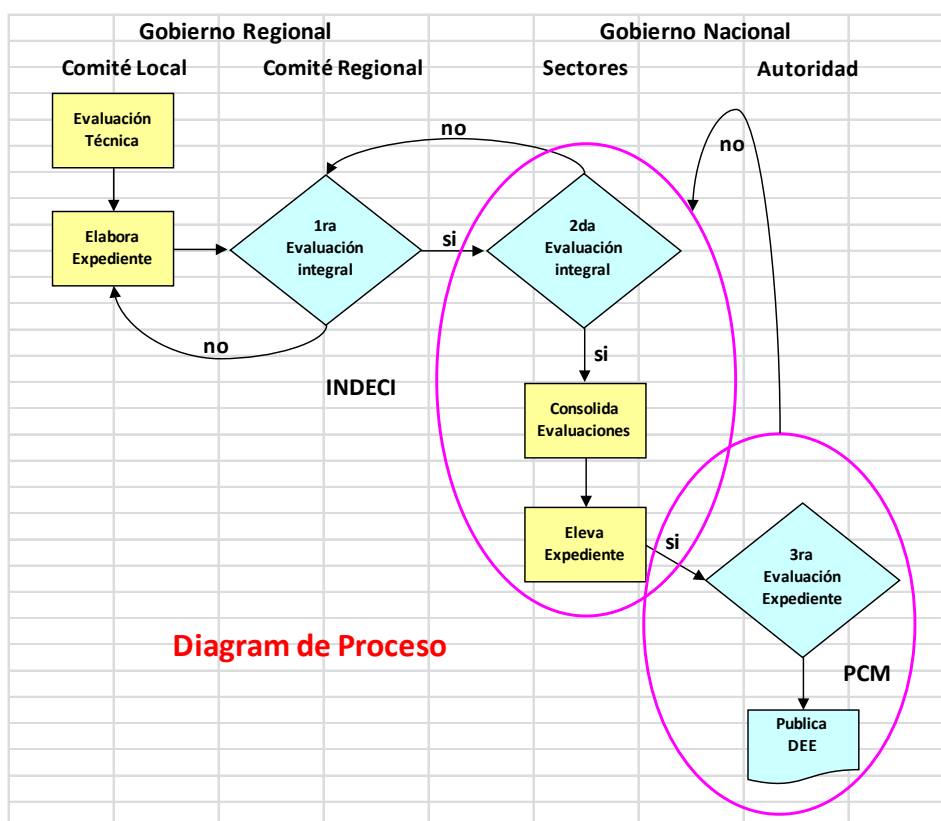 Gobierno Regional
Gobierno Nacional
Comité Local
Comité Regional
Sectores
Autoridad
Evaluación
Técnica
no
no
Elabora
Expediente
1ra
Evaluación
integral
si
2da
Evaluación
integral
no
si
INDECI
Consolida
Evaluaciones
Eleva
Expediente
si
3ra
Evaluación
Expediente
Diagram de Proceso
PCM
Publica
DEE